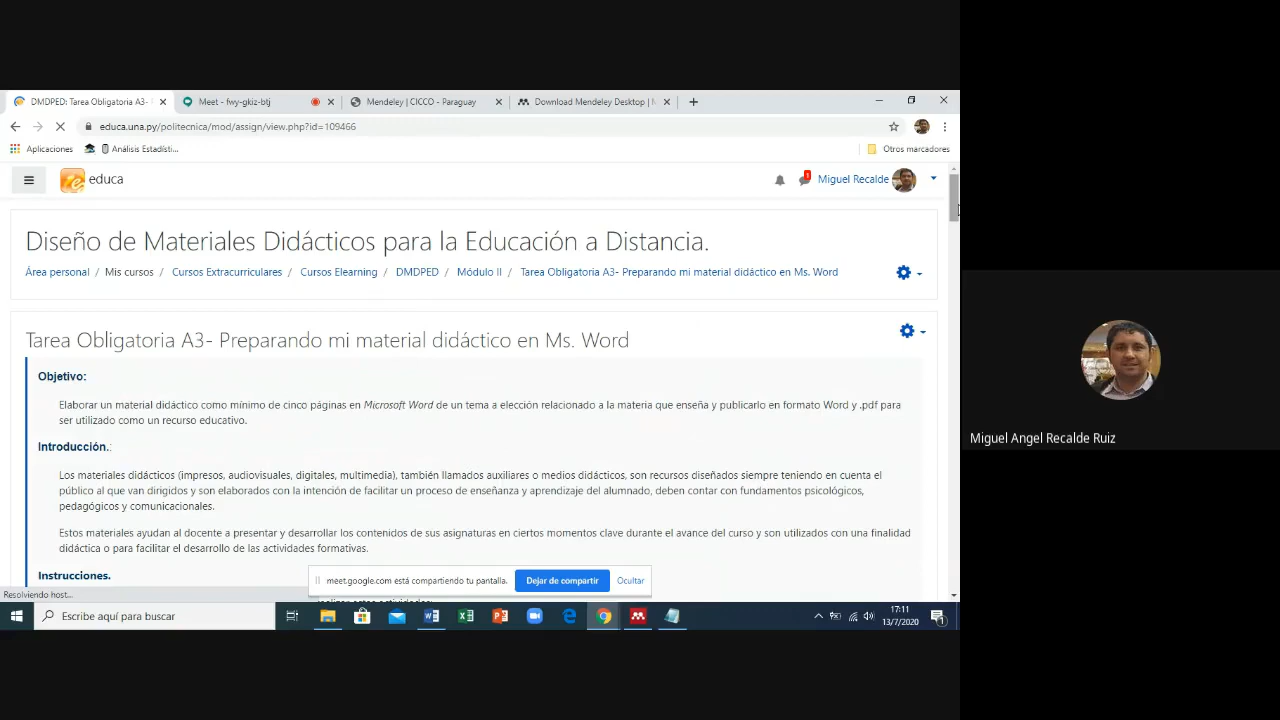 DMDPED: Tarea Obligatoria A3-
Meet - fwy-gkiz-btj
Mendeley | CICCO - Paraguay
Download Mendeley Desktop |
educa.una.py/politecnica/mod/assign/view.php?id=109466
Aplicaciones
Análisis Estadísti...
Otros marcadores
educa
1
Miguel Recalde
Diseño de Materiales Didácticos para la Educación a Distancia.
Área personal / Mis cursos / Cursos Extracurriculares / Cursos Elearning / DMDPED / Módulo II / Tarea Obligatoria A3- Preparando mi material didáctico en Ms. Word
Tarea Obligatoria A3- Preparando mi material didáctico en Ms. Word
Objetivo:
Elaborar un material didáctico como mínimo de cinco páginas en Microsoft Word de un tema a elección relacionado a la materia que enseña y publicarlo en formato Word y .pdf para
ser utilizado como un recurso educativo.
Introducción.:
Los materiales didácticos (impresos, audiovisuales, digitales, multimedia), también llamados auxiliares o medios didácticos, son recursos diseñados siempre teniendo en cuenta el
público al que van dirigidos y son elaborados con la intención de facilitar un proceso de enseñanza y aprendizaje del alumnado, deben contar con fundamentos psicológicos,
pedagógicos y comunicacionales.
Estos materiales ayudan al docente a presentar y desarrollar los contenidos de sus asignaturas en ciertos momentos clave durante el avance del curso y son utilizados con una finalidad
didáctica o para facilitar el desarrollo de las actividades formativas.
Instrucciones.
meet.google.com está compartiendo tu pantalla.
Dejar de compartir
Ocultar
Resolviendo host...
Escribe aquí para buscar
17:11
13/7/2020
1
Miguel Angel Recalde Ruiz